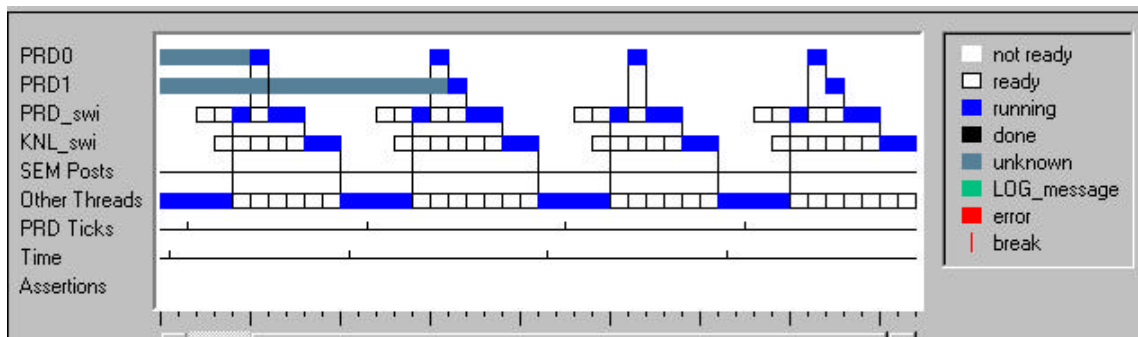 PRD0
PRD1
PRD_swi
KNL_swi
SEM Posts
Other Threads
PRD Ticks
Time
Assertions
not ready
ready
running
done
unknown
LOG_message
error
break